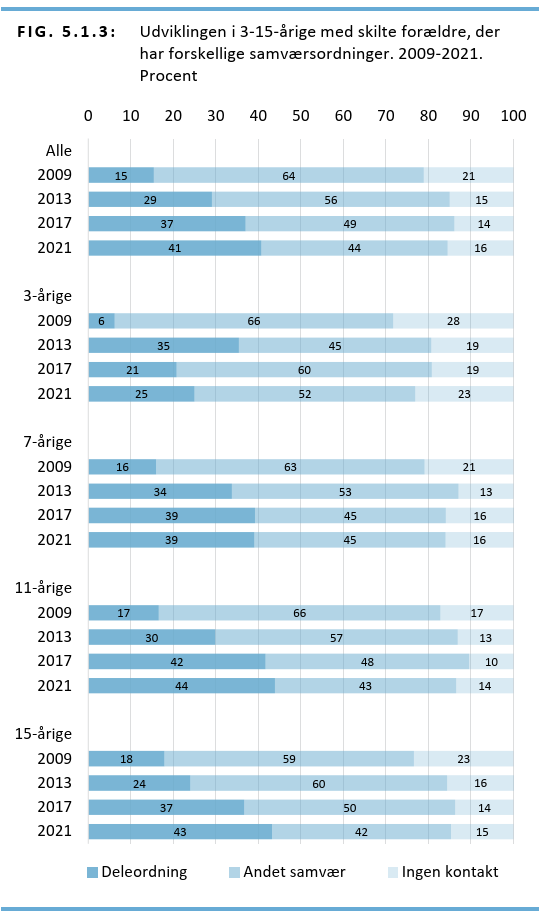 FIG. 5.1.3: Udviklingen i 3-15-årige med skilte forældre, der
har forskellige samværsordninger. 2009-2021.
Procent
0 10 20 30 40 50 60 70 80 90 100
Alle
2009 15 64 21
2013 29 56 15
2017 37 49 14
2021 41 44 16
3-årige
2009 6 66 28
2013 35 45 19
2017 21 60 19
2021 25 52 23
7-årige
2009 16 63 21
2013 34 53 13
2017 39 45 16
2021 39 45 16
11-årige
2009 17 66 17
2013 30 57 13
2017 42 48 10
2021 44 43 14
15-årige
2009 18 59 23
2013 24 60 16
2017 37 50 14
2021 43 42 15
Deleordning Andet samvær Ingen kontakt